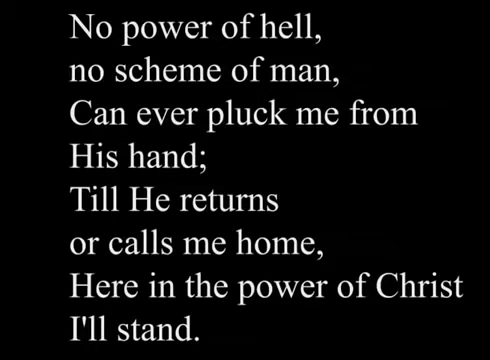 No power of hell,
no scheme of man,
Can ever pluck me from
His hand;
Till He returns
or calls me home,
Here in the power of Christ
I'll stand.